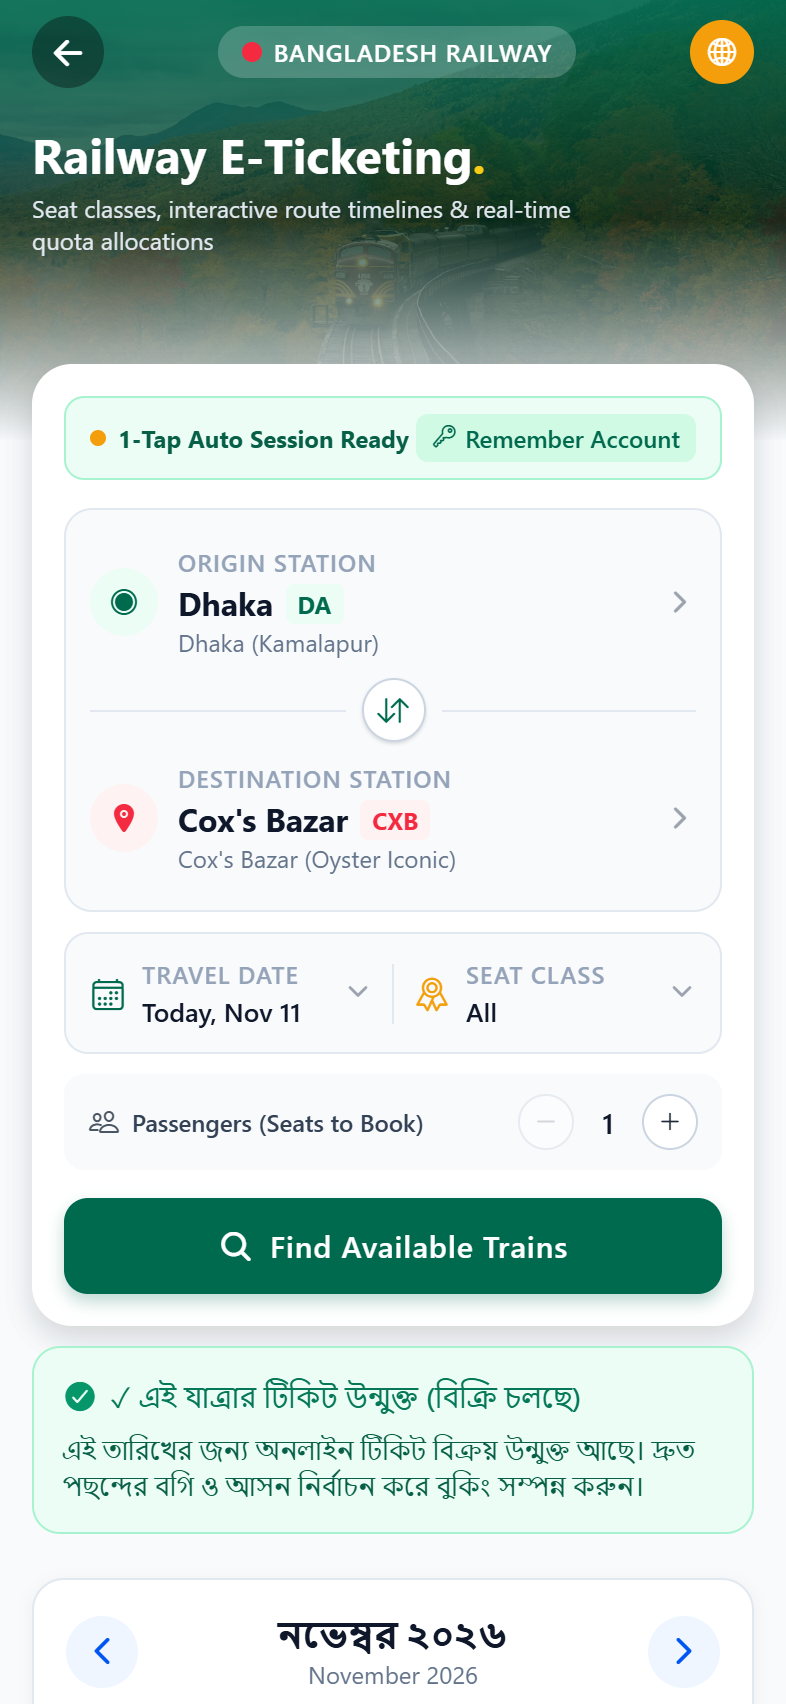 BANGLADESH RAILWAY
Railway E-Ticketing.
Seat classes, interactive route timelines & real-time
quota allocations
1-Tap Auto Session Ready
Remember Account
ORIGIN STATION
Dhaka DA
Dhaka (Kamalapur)
DESTINATION STATION
Cox's Bazar CXB
Cox's Bazar (Oyster Iconic)
TRAVEL DATE
Today, Nov 11
SEAT CLASS
All
Passengers (Seats to Book)
1
Find Available Trains
✓ এই যাত্রার টিকিট উন্মুক্ত (বিক্রি চলছে)
এই তারিখের জন্য অনলাইন টিকিট বিক্রয় উন্মুক্ত আছে। দ্রুত
পছন্দের বগি ও আসন নির্বাচন করে বুকিং সম্পন্ন করুন।
নভেম্বর ২০২৬
November 2026